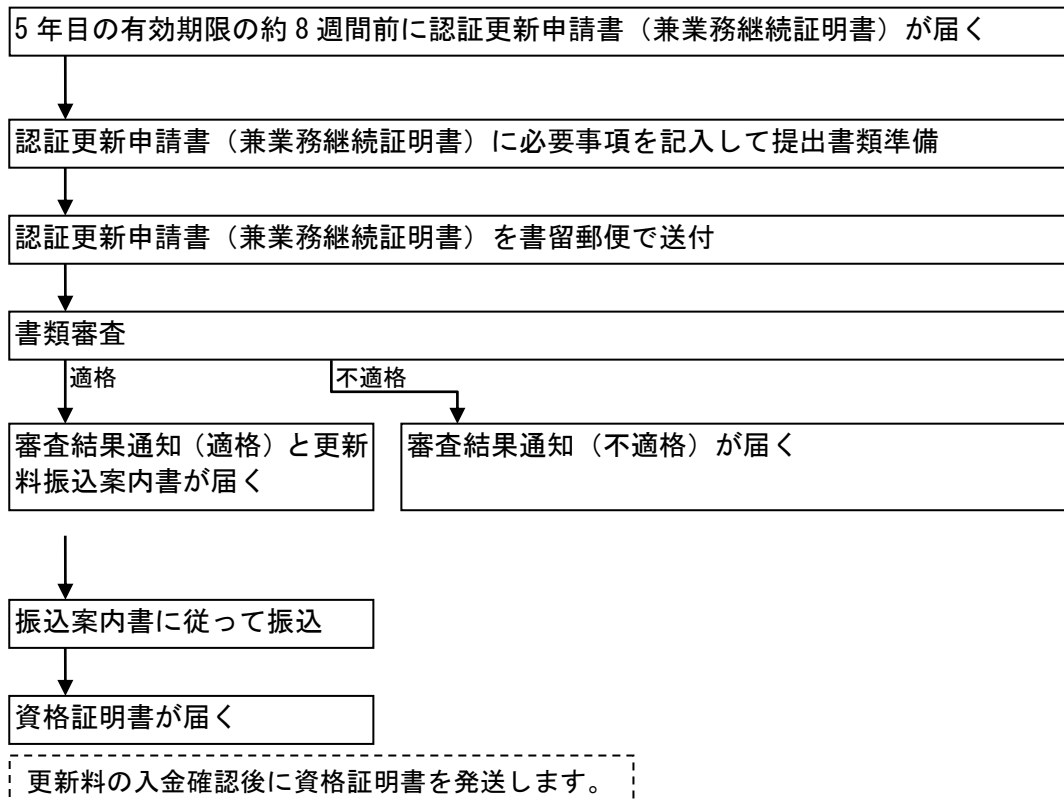 5年目の有効期限の約8週間前に認証更新申請書（兼業務継続証明書）が届く
認証更新申請書（兼業務継続証明書）に必要事項を記入して提出書類準備
認証更新申請書（兼業務継続証明書）を書留郵便で送付
書類審査
適格
不適格
審査結果通知（適格）と更新
料振込案内書が届く
審査結果通知（不適格）が届く
振込案内書に従って振込
資格証明書が届く
更新料の入金確認後に資格証明書を発送します。